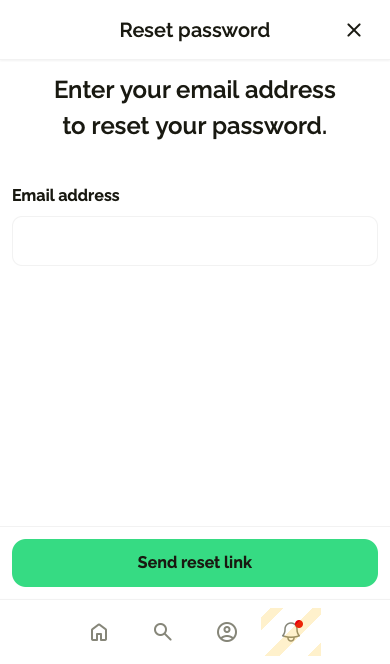 Reset password
Enter your email address
to reset your password.
Email address
Send reset link